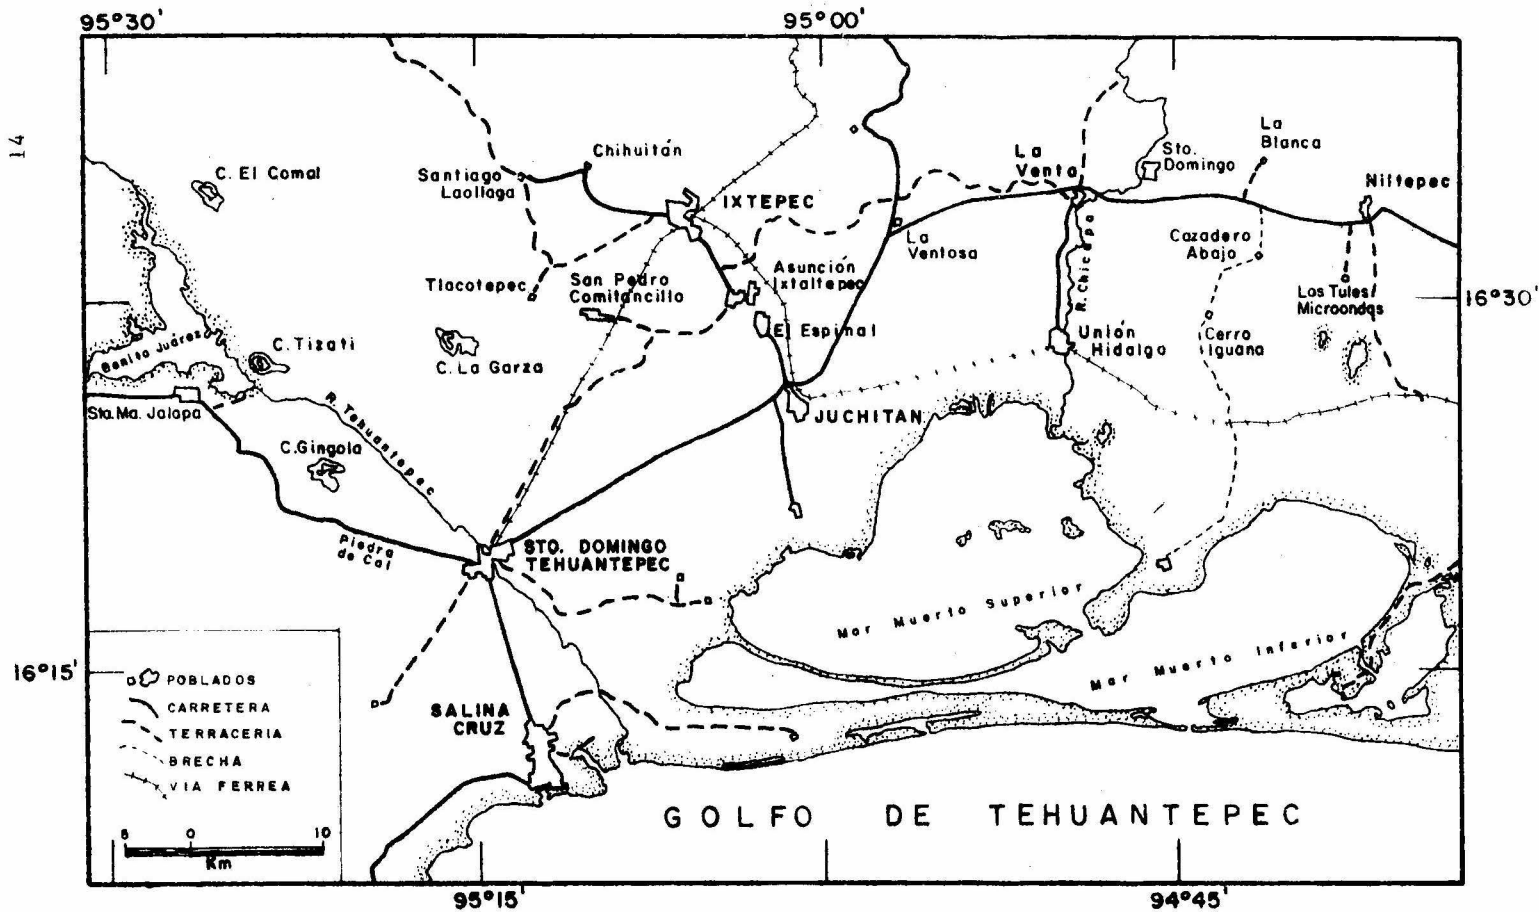 95°30'
95°00'
14
C. El Comal
Santiago
Laollaga
Chihuitán
IXTEPEC
La
Venta
Sto.
Domingo
La
Blanca
Niltepec
La
Ventosa
R. Chicapa
Cazadero
Abajo
Tlacotepec
San Pedro
Comitancillo
Asunción
Ixtaltepec
Los Tules
Microondas
16°30'
Benito Juárez
C. Tizati
C. La Garza
El Espinal
Unión
Hidalgo
Cerro
Iguana
Sta. Ma. Jalapa
R. Tehuantepec
JUCHITAN
C. Gingola
Piedra
de Cal
STO. DOMINGO
TEHUANTEPEC
Mar Muerto Superior
Mar Muerto Inferior
16°15'
POBLADOS
CARRETERA
TERRACERIA
BRECHA
VIA FERREA
5 0 10
Km
SALINA
CRUZ
GOLFO DE TEHUANTEPEC
95°15'
94°45'